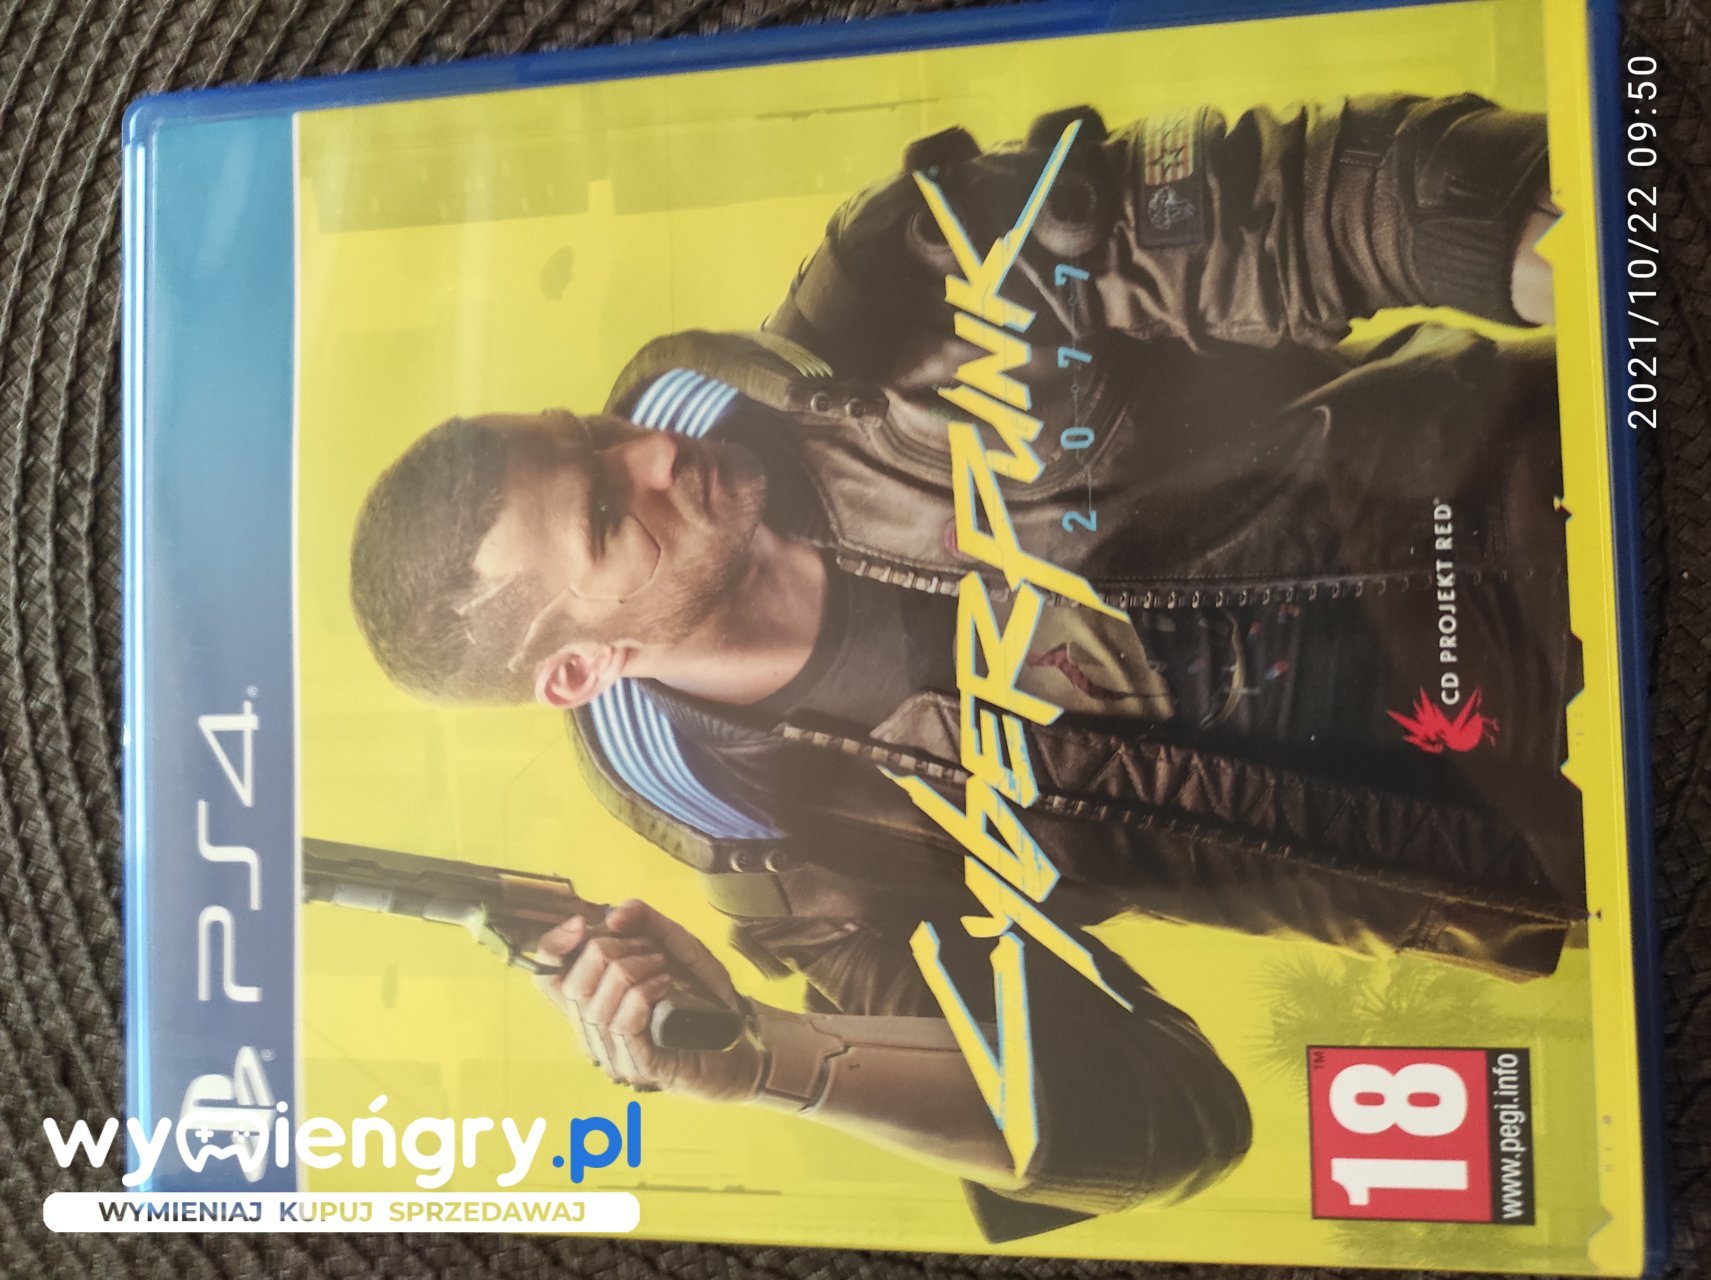 PS4®
CYBERPUNK
2077
CD PROJEKT RED®
18™
www.pegi.info
2021/10/22 09:50
wymieńgry.pl
WYMIENIAJ KUPUJ SPRZEDAWAJ